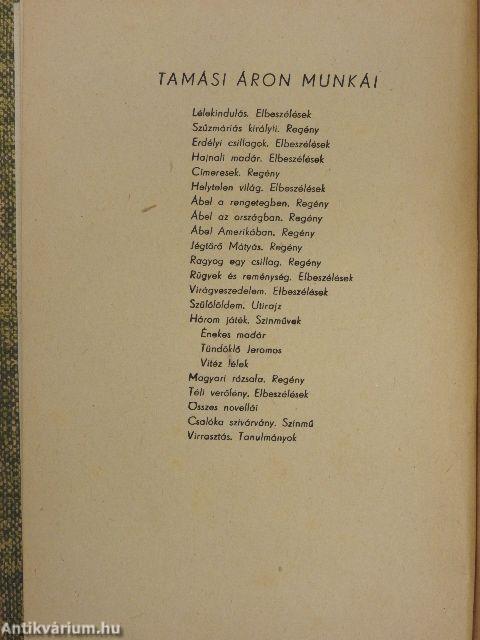 TAMÁSI ÁRON MUNKÁI
Lélekindulás. Elbeszélések
Szűzmáriás királyfi. Regény
Erdélyi csillagok. Elbeszélések
Hajnali madár. Elbeszélések
Címeresek. Regény
Helytelen világ. Elbeszélések
Ábel a rengetegben. Regény
Ábel az országban. Regény
Ábel Amerikában. Regény
Jégtörő Mátyás. Regény
Ragyog egy csillag. Regény
Rügyek és reménység. Elbeszélések
Virágveszedelem. Elbeszélések
Szülőföldem. Utirajz
Három játék. Színművek
Énekes madár
Tündöklő Jeromos
Vitéz lélek
Magyari rózsafa. Regény
Téli verőfény. Elbeszélések
Összes novellái
Csalóka szivárvány. Színmű
Virrasztás. Tanulmányok
Antikvárium.hu